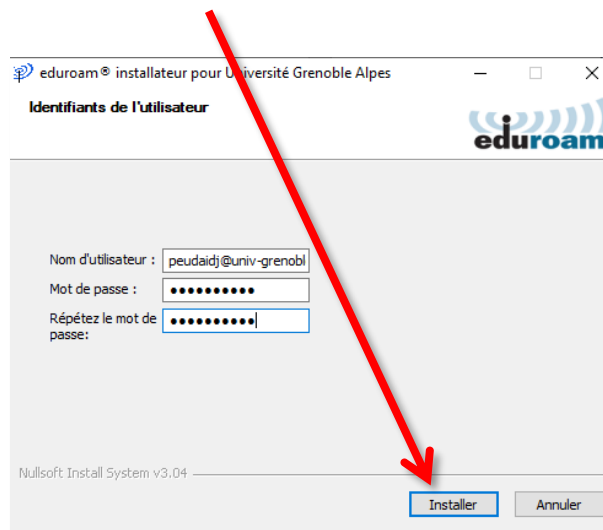 eduroam® installateur pour Université Grenoble Alpes
Identifiants de l'utilisateur
eduroam
Nom d'utilisateur : peudaidj@univ-grenobl
Mot de passe : ●●●●●●●●●●
Répétez le mot de passe: ●●●●●●●●●●
Nullsoft Install System v3.04
Installer Annuler